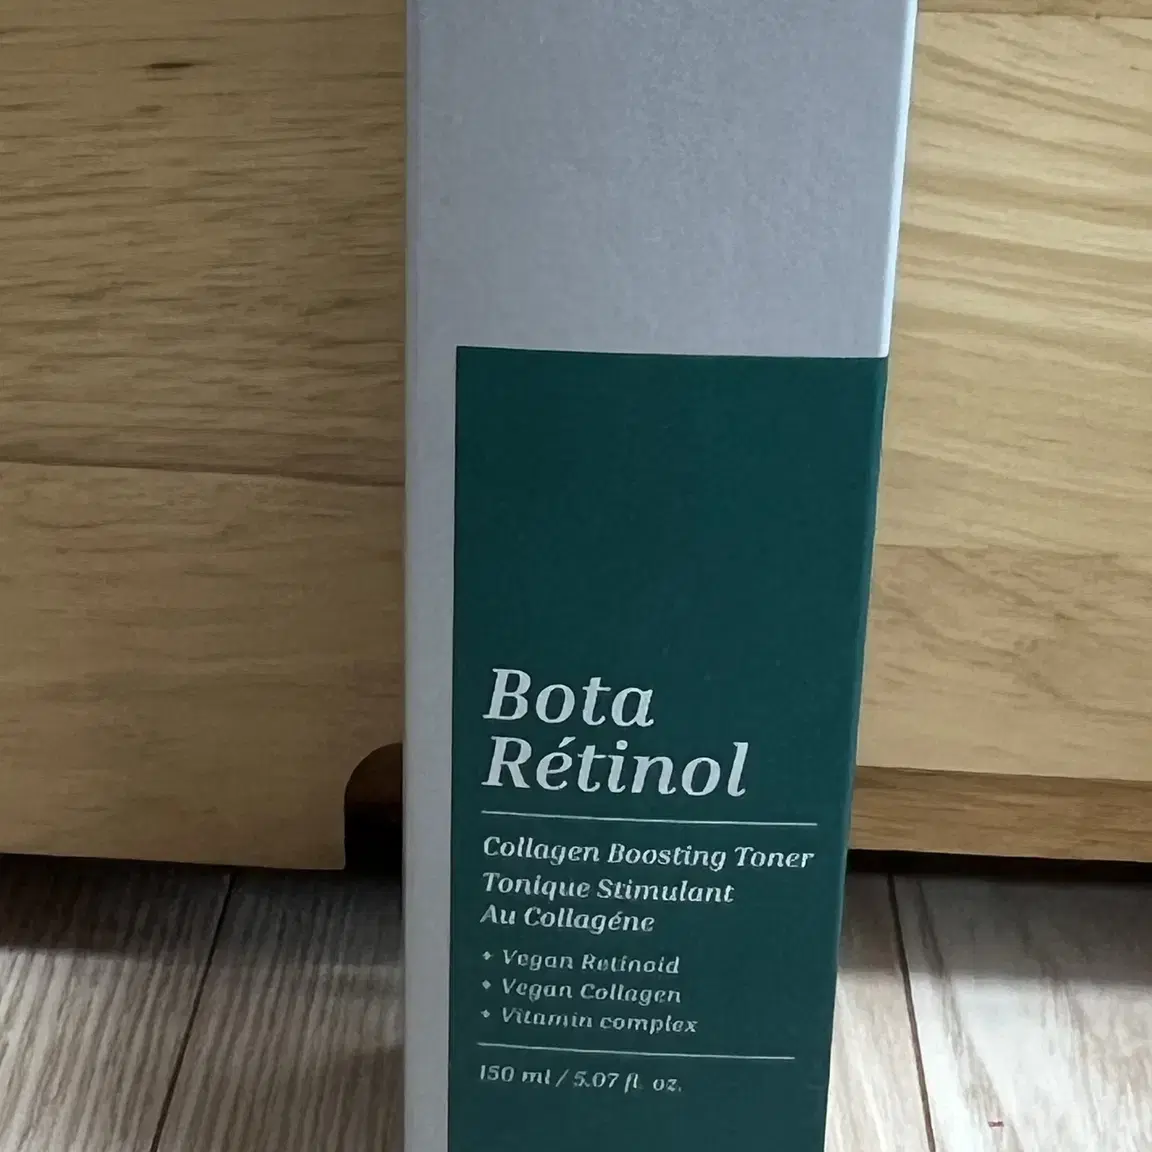 Bota
Rétinol
Collagen Boosting Toner
Tonique Stimulant
Au Collagéne
• Vegan Retinoid
• Vegan Collagen
• Vitamin complex
150 ml / 5.07 fl. oz.